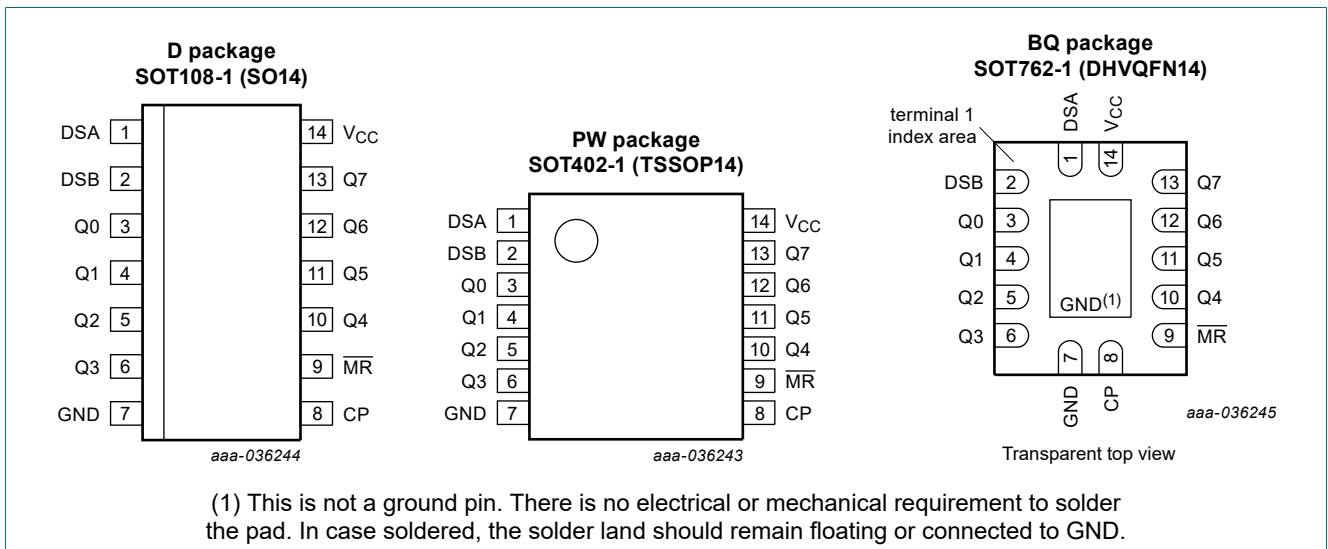 D package
SOT108-1 (SO14)
DSA 1
DSB 2
Q0 3
Q1 4
Q2 5
Q3 6
GND 7
14 VCC
13 Q7
12 Q6
11 Q5
10 Q4
9 M̅R̅
8 CP
aaa-036244
PW package
SOT402-1 (TSSOP14)
DSA 1
DSB 2
Q0 3
Q1 4
Q2 5
Q3 6
GND 7
14 VCC
13 Q7
12 Q6
11 Q5
10 Q4
9 M̅R̅
8 CP
aaa-036243
BQ package
SOT762-1 (DHVQFN14)
terminal 1
index area
DSA 1
VCC 14
DSB 2
Q0 3
Q1 4
Q2 5
Q3 6
GND 7
CP 8
13 Q7
12 Q6
11 Q5
10 Q4
9 M̅R̅
GND(1)
aaa-036245
Transparent top view
(1) This is not a ground pin. There is no electrical or mechanical requirement to solder
the pad. In case soldered, the solder land should remain floating or connected to GND.